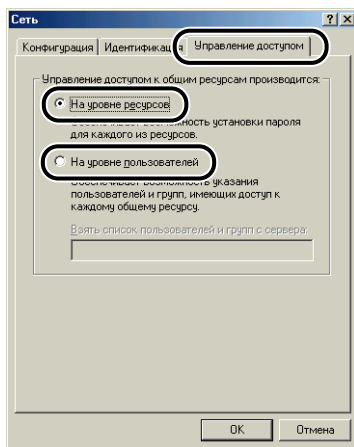 Сеть
Конфигурация
Идентификация
Управление доступом
Управление доступом к общим ресурсам производится:
На уровне ресурсов
Обеспечивает возможность установки пароля
для каждого из ресурсов.
На уровне пользователей
Обеспечивает возможность указания
пользователей и групп, имеющих доступ к
каждому общему ресурсу.
Взять список пользователей и групп с сервера:
OK
Отмена